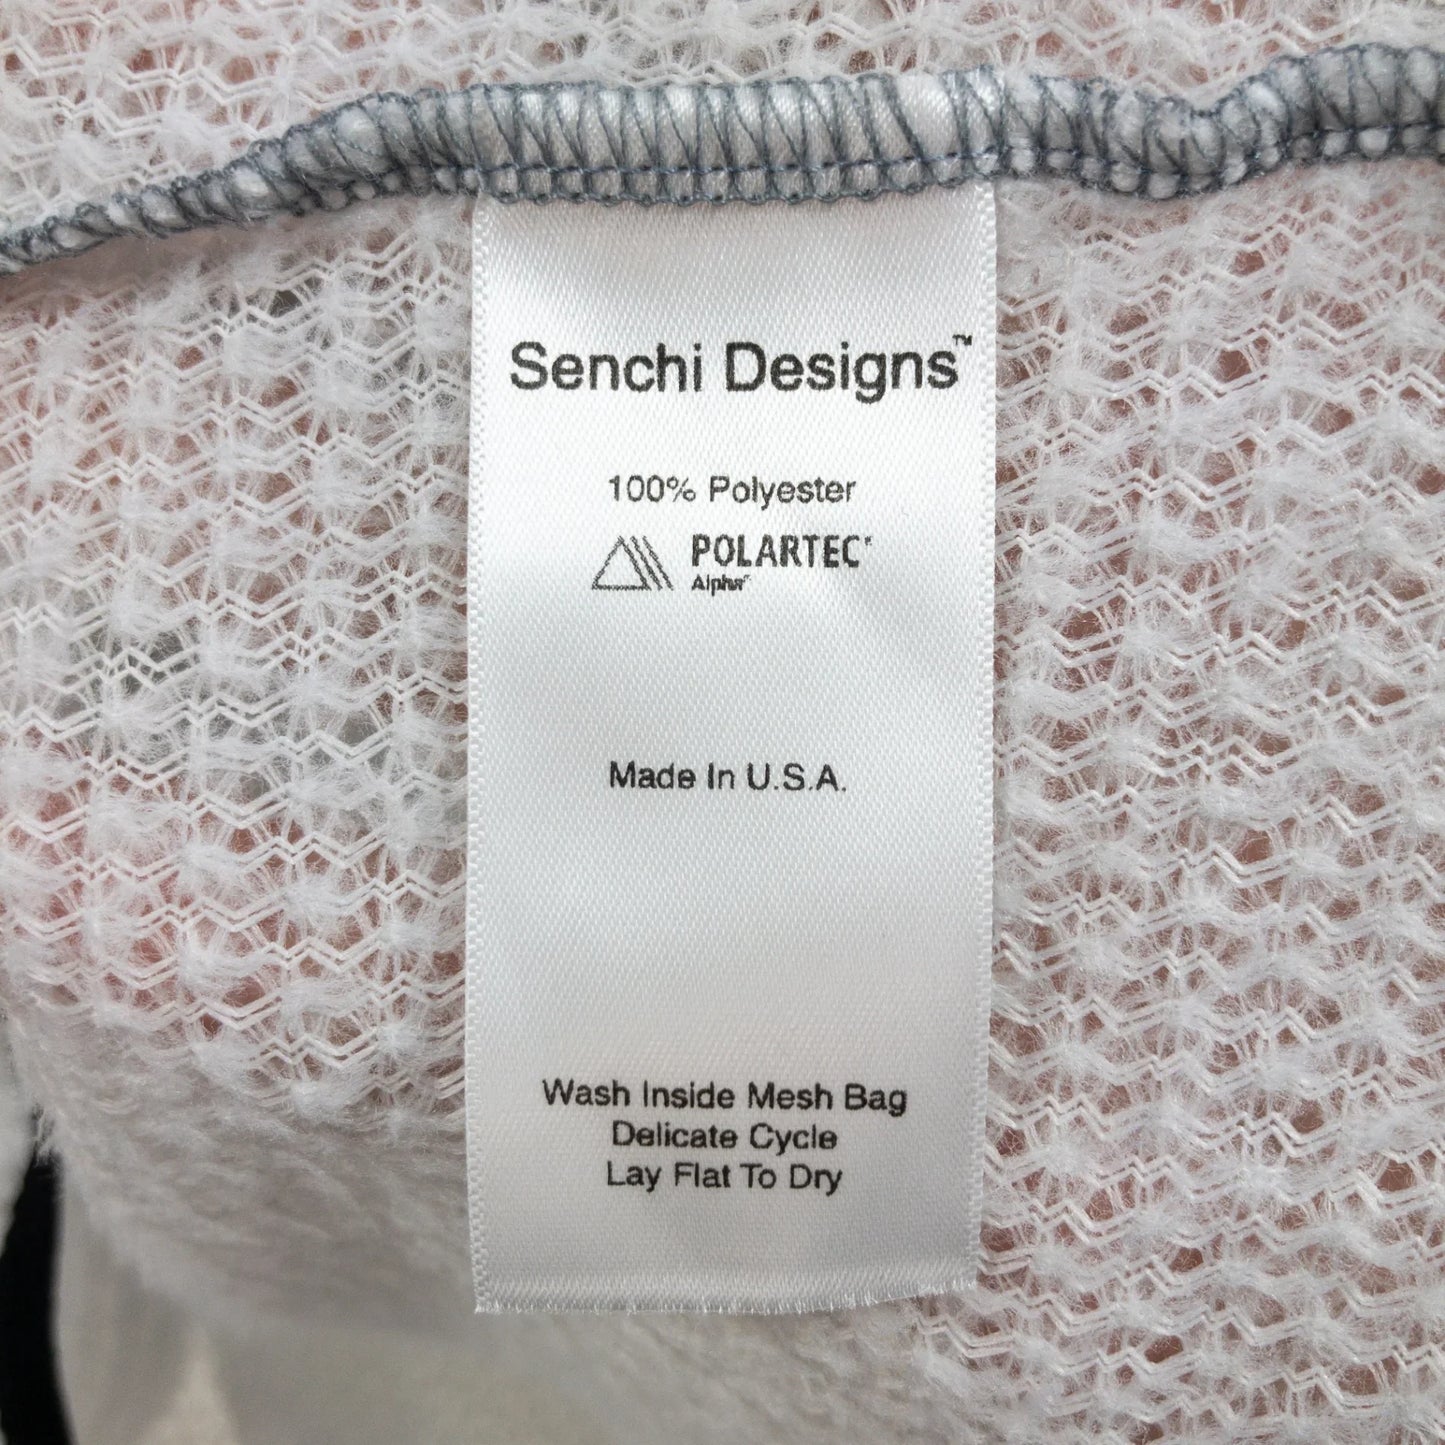 Senchi Designs™
100% Polyester
POLARTEC®
Alpha®
Made In U.S.A.
Wash Inside Mesh Bag
Delicate Cycle
Lay Flat To Dry